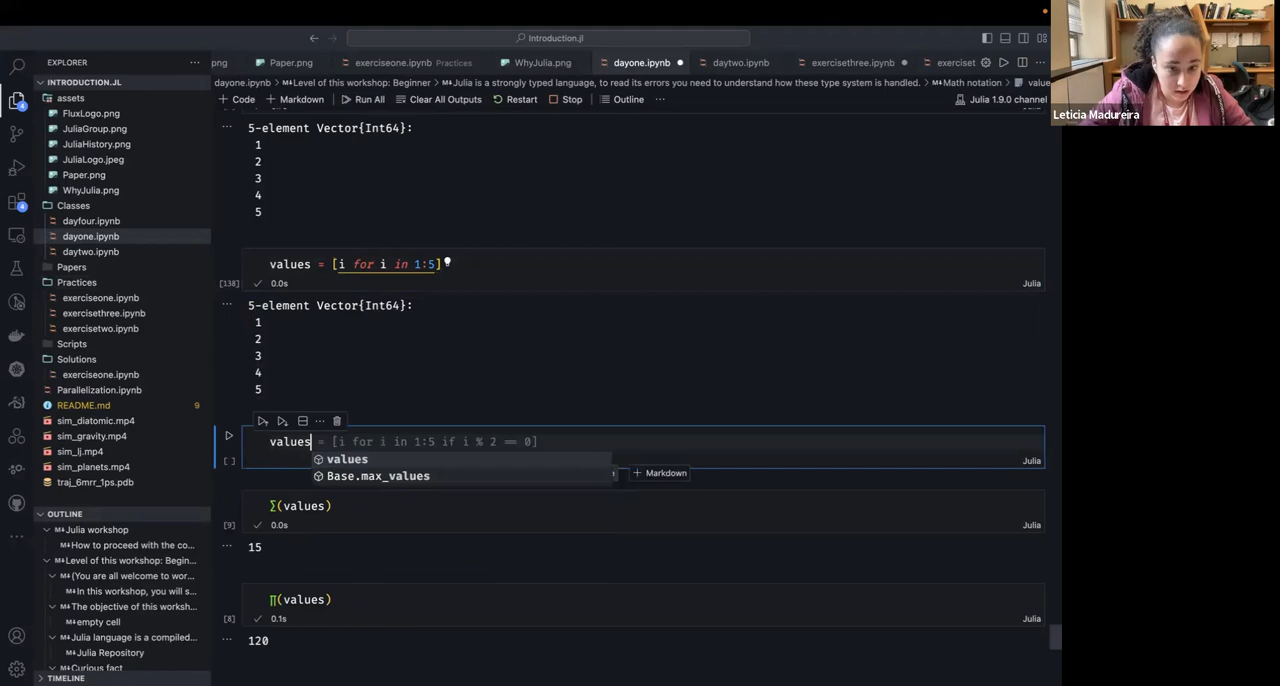 Introduction.jl
EXPLORER
png
Paper.png
exerciseone.ipynb Practices
WhyJulia.png
dayone.ipynb
daytwo.ipynb
exercisethree.ipynb
exerciset
INTRODUCTION.JL
dayone.ipynb > Level of this workshop: Beginner > Julia is a strong typed language, to read its errors you need to understand how these type system is handled. > Math notation > value
+ Code + Markdown Run All Clear All Outputs Restart Stop Outline ... Julia 1.9.0 channel
Leticia Madureira
assets
FluxLogo.png
JuliaGroup.png
JuliaHistory.png
JuliaLogo.jpeg
Paper.png
WhyJulia.png
Classes
dayfour.ipynb
dayone.ipynb
daytwo.ipynb
Papers
Practices
exerciseone.ipynb
exercisethree.ipynb
exercisetwo.ipynb
Scripts
Solutions
exerciseone.ipynb
Parallelization.ipynb
README.md 9
sim_diatomic.mp4
sim_gravity.mp4
sim_lj.mp4
sim_planets.mp4
traj_6mrr_1ps.pdb
OUTLINE
Julia workshop
How to proceed with the co...
Level of this workshop: Begin...
(You are all welcome to wor...
In this workshop, you will s...
The objective of this worksh...
empty cell
Julia language is a compiled...
Julia Repository
Curious fact
TIMELINE
4
4
5-element Vector{Int64}:
1
2
3
4
5
values = [i for i in 1:5]
[138] 0.0s Julia
5-element Vector{Int64}:
1
2
3
4
5
values = [i for i in 1:5 if i % 2 == 0]
values
Base.max_values
[ ] Julia
+ Markdown
∑(values)
[9] 0.0s Julia
15
∏(values)
[8] 0.1s Julia
120